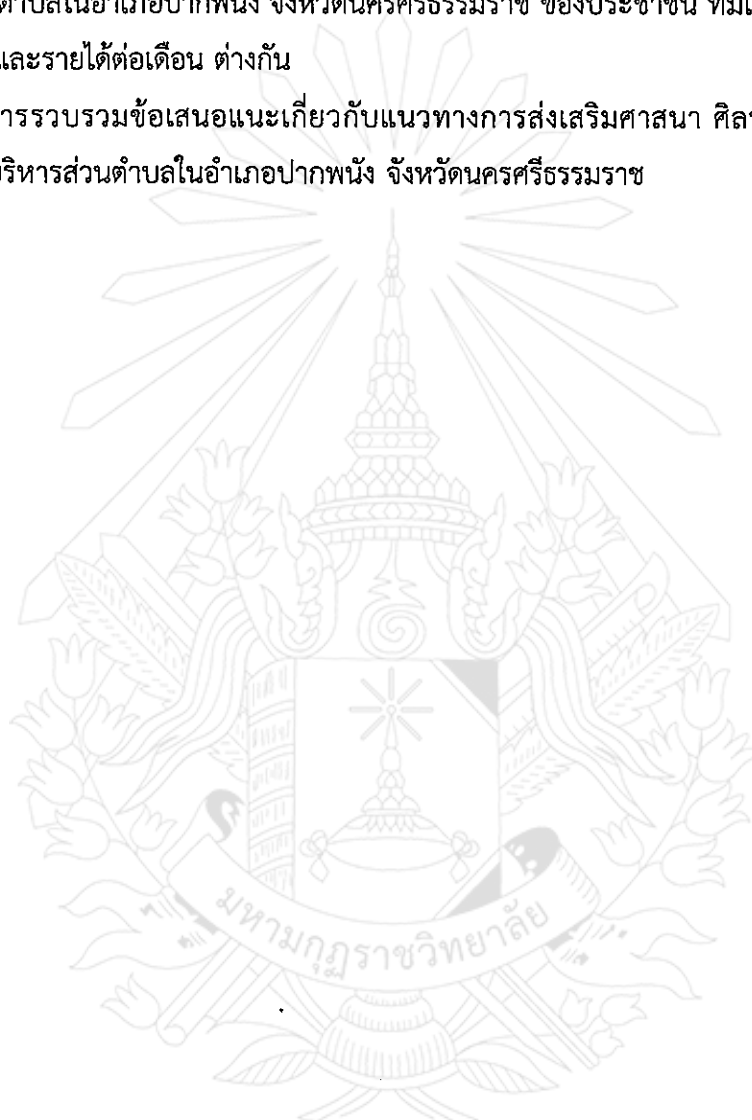 ตำบลในอำเภอปากพนัง จังหวัดนครศรีธรรมราช ของประชาชน ที่มี
และรายได้ต่อเดือน ต่างกัน
ารรวบรวมข้อเสนอแนะเกี่ยวกับแนวทางการส่งเสริมศาสนา ศิล
ริหารส่วนตำบลในอำเภอปากพนัง จังหวัดนครศรีธรรมราช
มหามกุฏราชวิทยาลัย